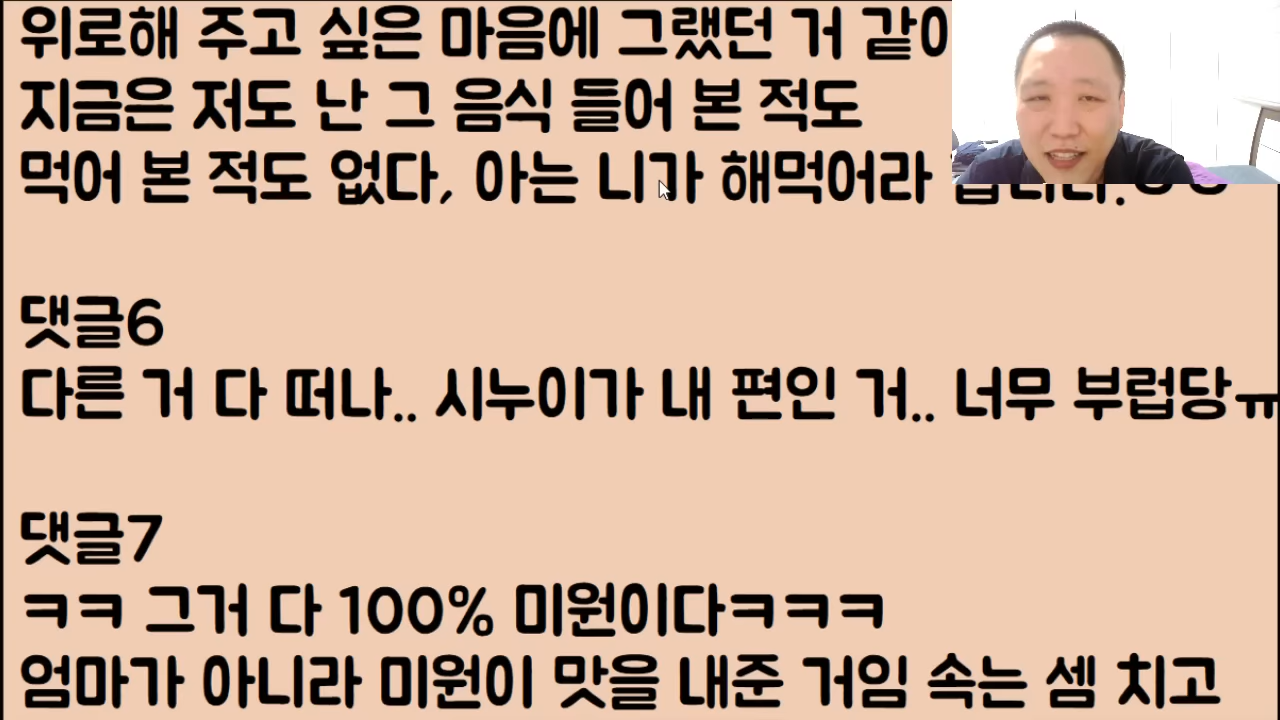 위로해 주고 싶은 마음에 그랬던 거
지금은 저도 난 그 음식 들어 본 적도
먹어 본 적도 없다, 아는 니가 해먹어라
댓글6
다른 거 다 떠나.. 시누이가 내 편인 거.. 너무 부럽당ㅠ
댓글7
ㅋㅋ 그거 다 100% 미원이다ㅋㅋㅋ
엄마가 아니라 미원이 맛을 내준 거임 속는 셈 치고